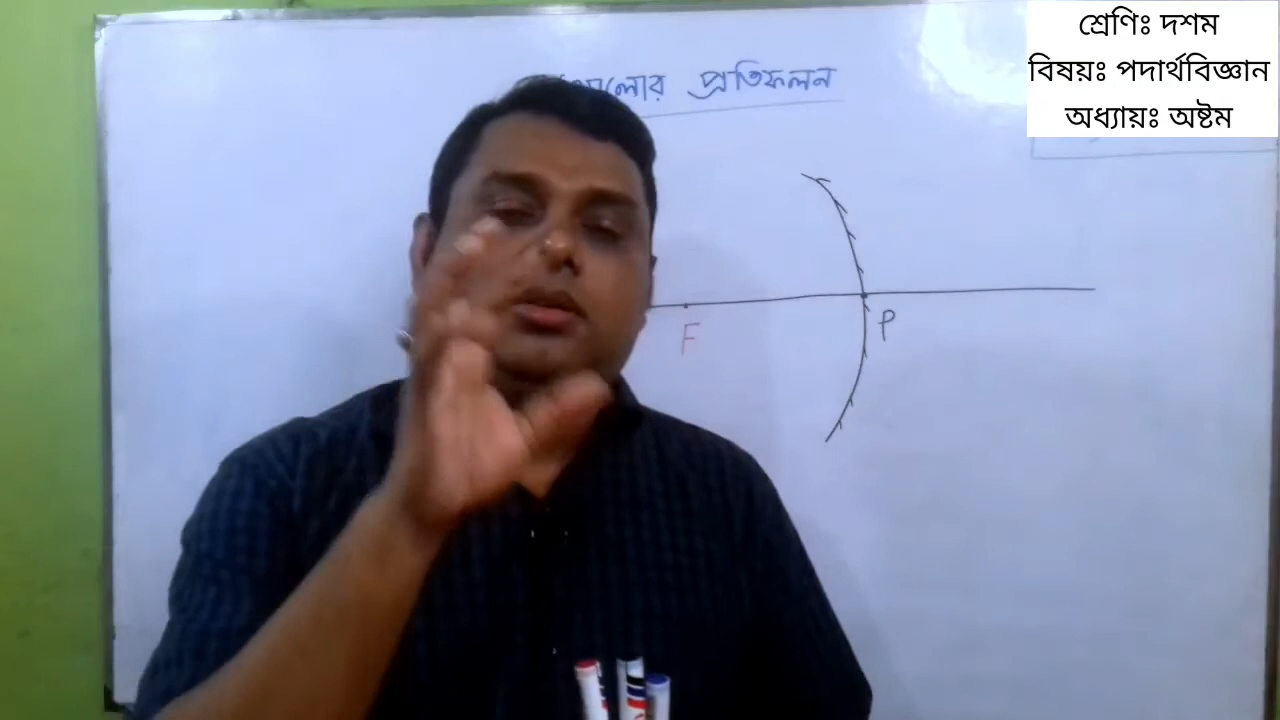 শ্রেণিঃ দশম
বিষয়ঃ পদার্থবিজ্ঞান
অধ্যায়ঃ অষ্টম
প্রতিফলন
F
P